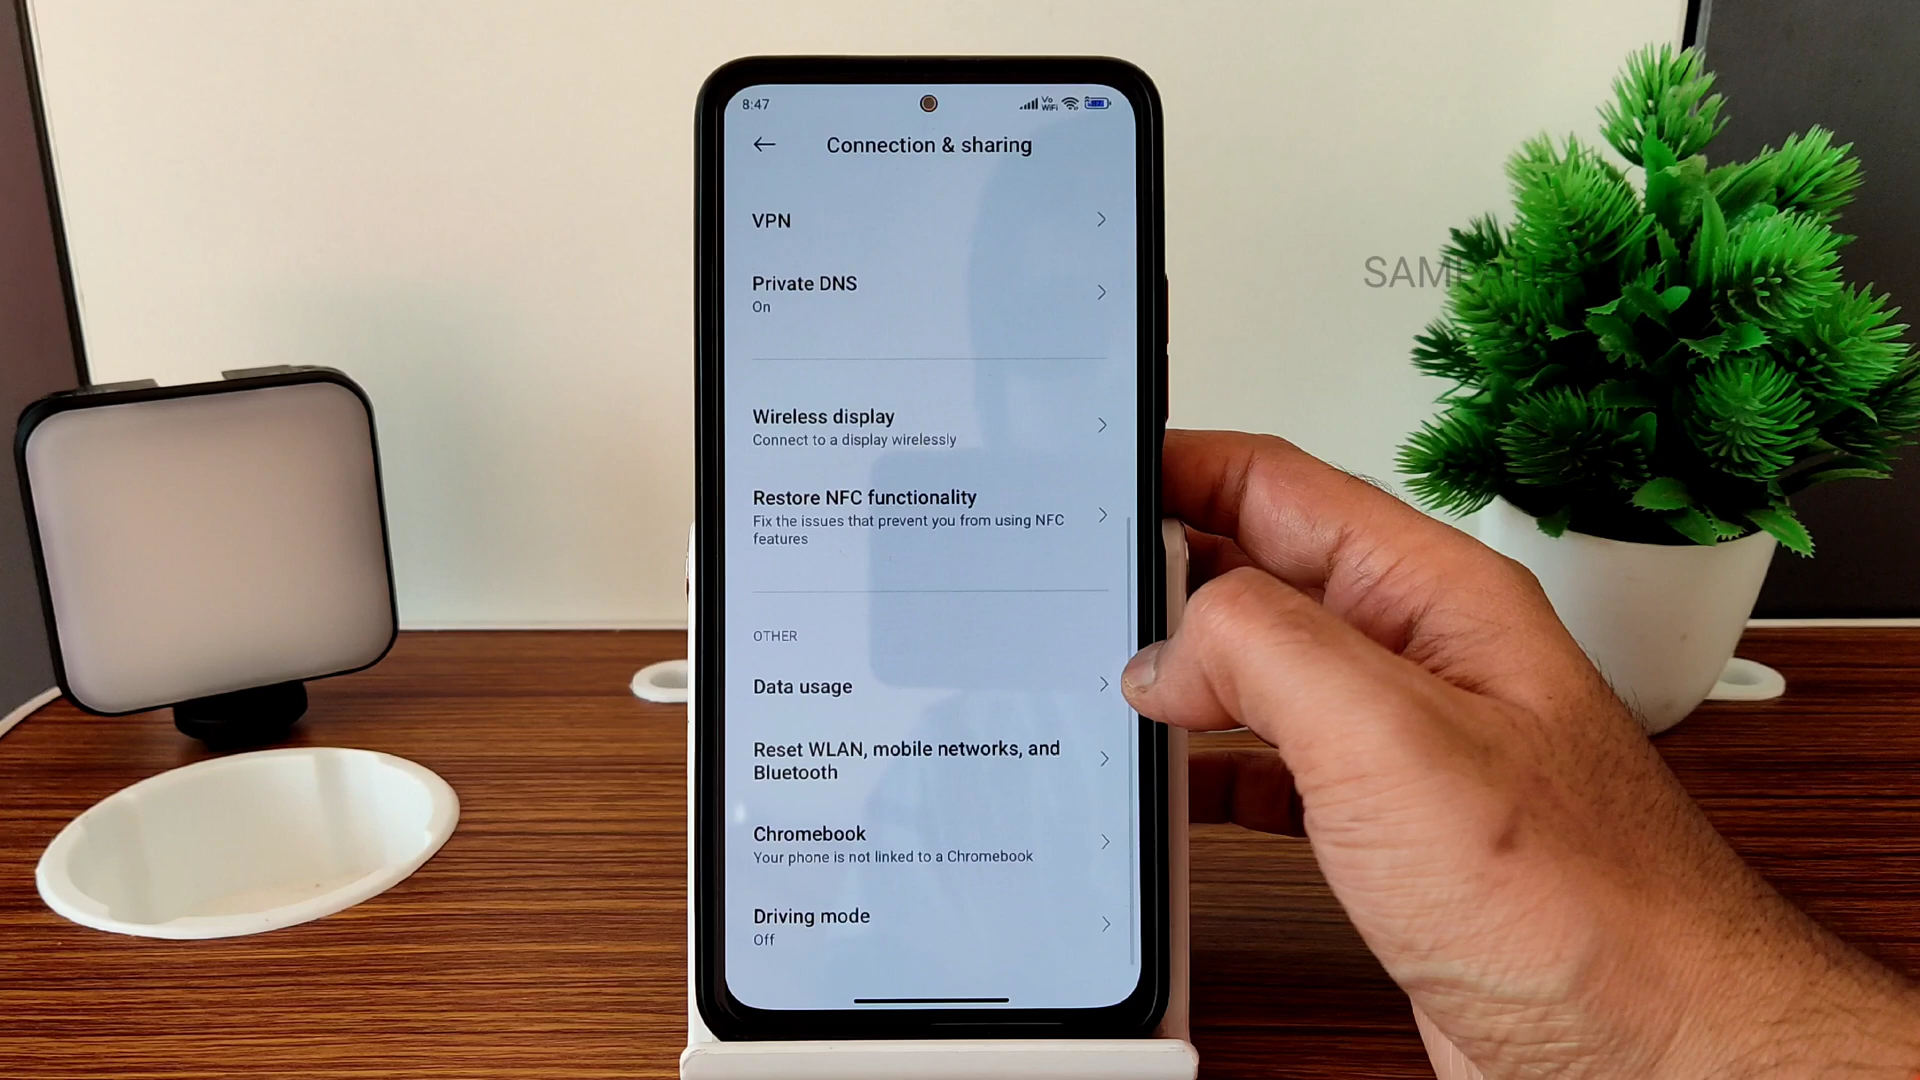 8:47
Vo
WiFi
Connection & sharing
VPN
Private DNS
On
Wireless display
Connect to a display wirelessly
Restore NFC functionality
Fix the issues that prevent you from using NFC
features
OTHER
Data usage
Reset WLAN, mobile networks, and
Bluetooth
Chromebook
Your phone is not linked to a Chromebook
Driving mode
Off